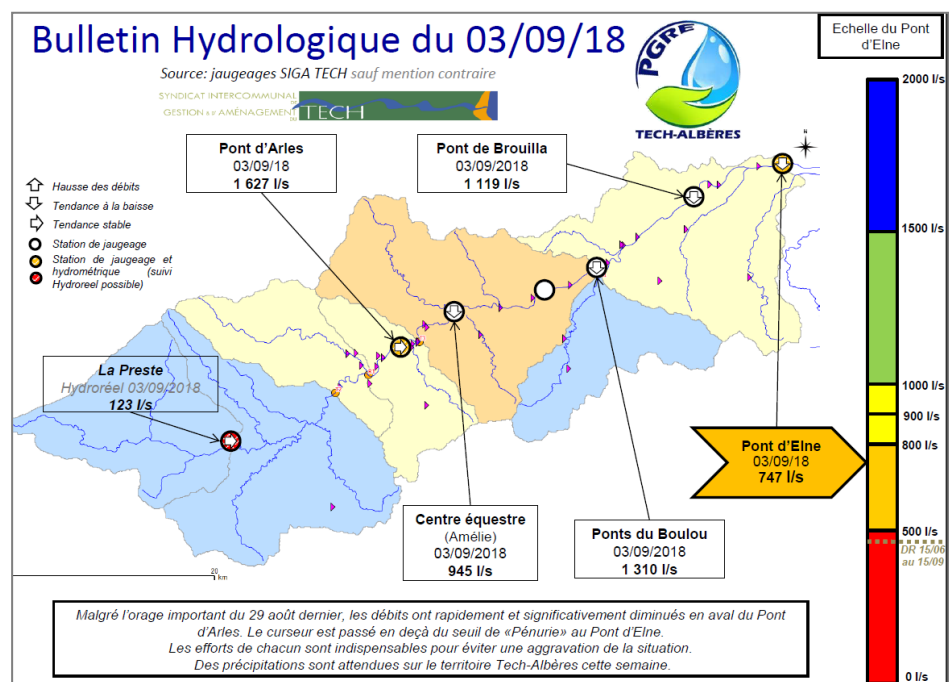 Bulletin Hydrologique du 03/09/18
Source: jaugeages SIGA TECH sauf mention contraire
SYNDICAT INTERCOMMUNAL
DE
GESTION & D'AMÉNAGEMENT
DU
TECH
PGRE
TECH-ALBÈRES
Echelle du Pont
d'Elne
2000 l/s
1500 l/s
1000 l/s
900 l/s
800 l/s
500 l/s
DR 15/06
au 15/09
0 l/s
N
Pont d'Arles
03/09/18
1 627 l/s
Pont de Brouilla
03/09/2018
1 119 l/s
Hausse des débits
Tendance à la baisse
Tendance stable
Station de jaugeage
Station de jaugeage et
hydrométrique (suivi
Hydroreel possible)
La Preste
Hydroréel 03/09/2018
123 l/s
Pont d'Elne
03/09/18
747 l/s
Centre équestre
(Amélie)
03/09/2018
945 l/s
Ponts du Boulou
03/09/2018
1 310 l/s
20
km
Malgré l'orage important du 29 août dernier, les débits ont rapidement et significativement diminués en aval du Pont
d'Arles. Le curseur est passé en deçà du seuil de «Pénurie» au Pont d'Elne.
Les efforts de chacun sont indispensables pour éviter une aggravation de la situation.
Des précipitations sont attendues sur le territoire Tech-Albères cette semaine.